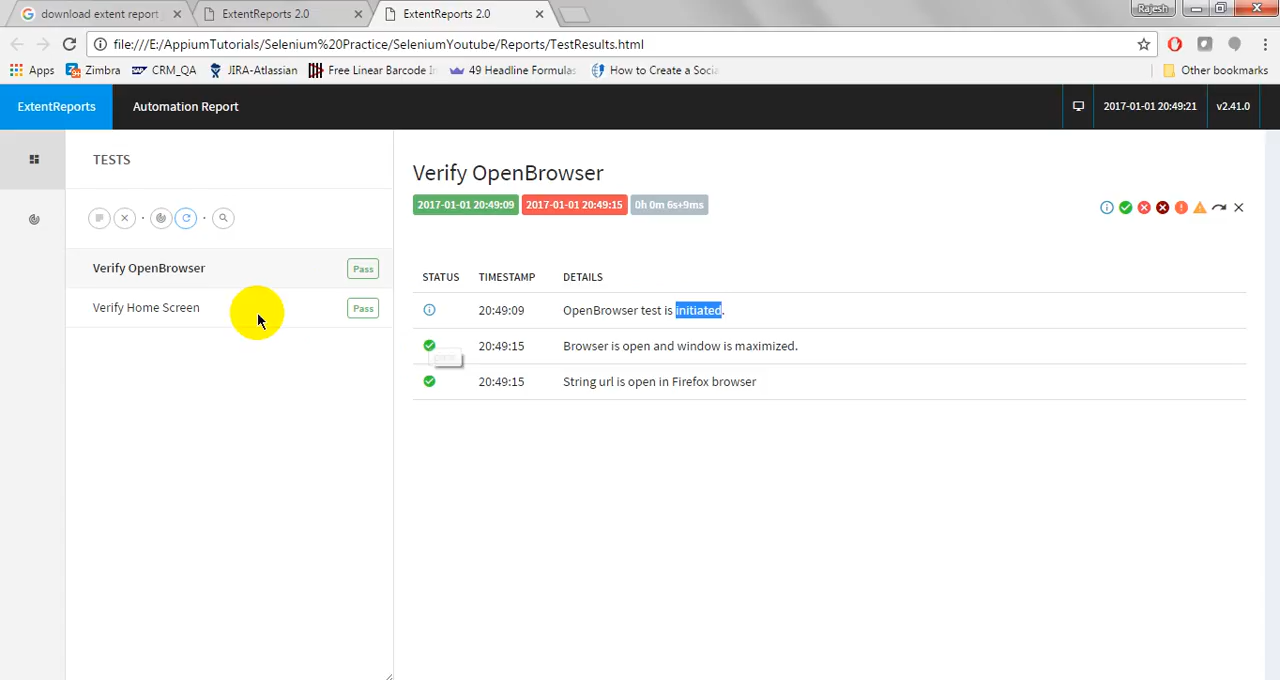 download extent report
ExtentReports 2.0
ExtentReports 2.0
Rajesh
file:///E:/AppiumTutorials/Selenium%20Practice/SeleniumYoutube/Reports/TestResults.html
Apps
Zimbra
CRM_QA
JIRA-Atlassian
Free Linear Barcode
49 Headline Formulas
How to Create a Socia
Other bookmarks
ExtentReports
Automation Report
2017-01-01 20:49:21
v2.41.0
TESTS
Verify OpenBrowser
Pass
Verify Home Screen
Pass
Verify OpenBrowser
2017-01-01 20:49:09
2017-01-01 20:49:15
0h 0m 6s+9ms
STATUS TIMESTAMP DETAILS
20:49:09 OpenBrowser test is initiated.
20:49:15 Browser is open and window is maximized.
20:49:15 String url is open in Firefox browser